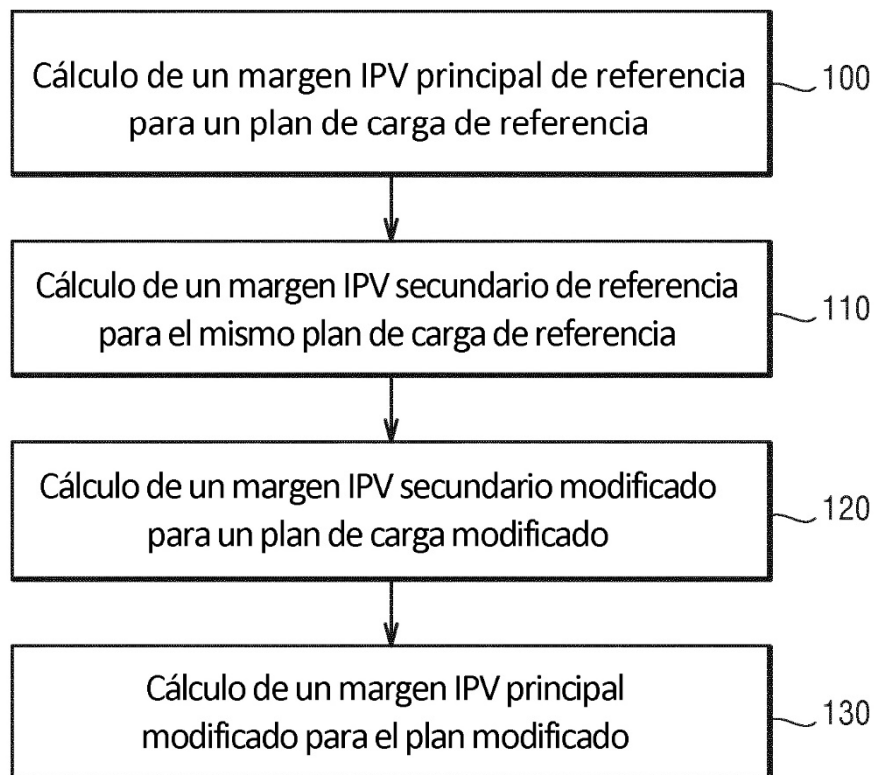 Cálculo de un margen IPV principal de referencia
para un plan de carga de referencia
100
Cálculo de un margen IPV secundario de referencia
para el mismo plan de carga de referencia
110
Cálculo de un margen IPV secundario modificado
para un plan de carga modificado
120
Cálculo de un margen IPV principal
modificado para el plan modificado
130